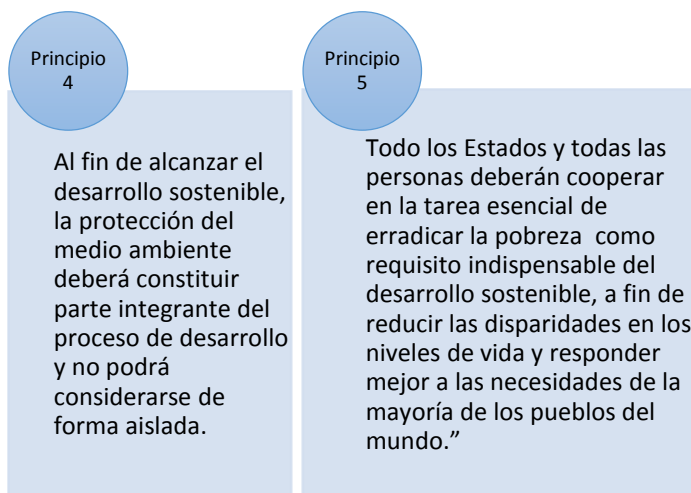 Principio
4
Al fin de alcanzar el
desarrollo sostenible,
la protección del
medio ambiente
deberá constituir
parte integrante del
proceso de desarrollo
y no podrá
considerarse de
forma aislada.
Principio
5
Todo los Estados y todas las
personas deberán cooperar
en la tarea esencial de
erradicar la pobreza como
requisito indispensable del
desarrollo sostenible, a fin de
reducir las disparidades en los
niveles de vida y responder
mejor a las necesidades de la
mayoría de los pueblos del
mundo.”